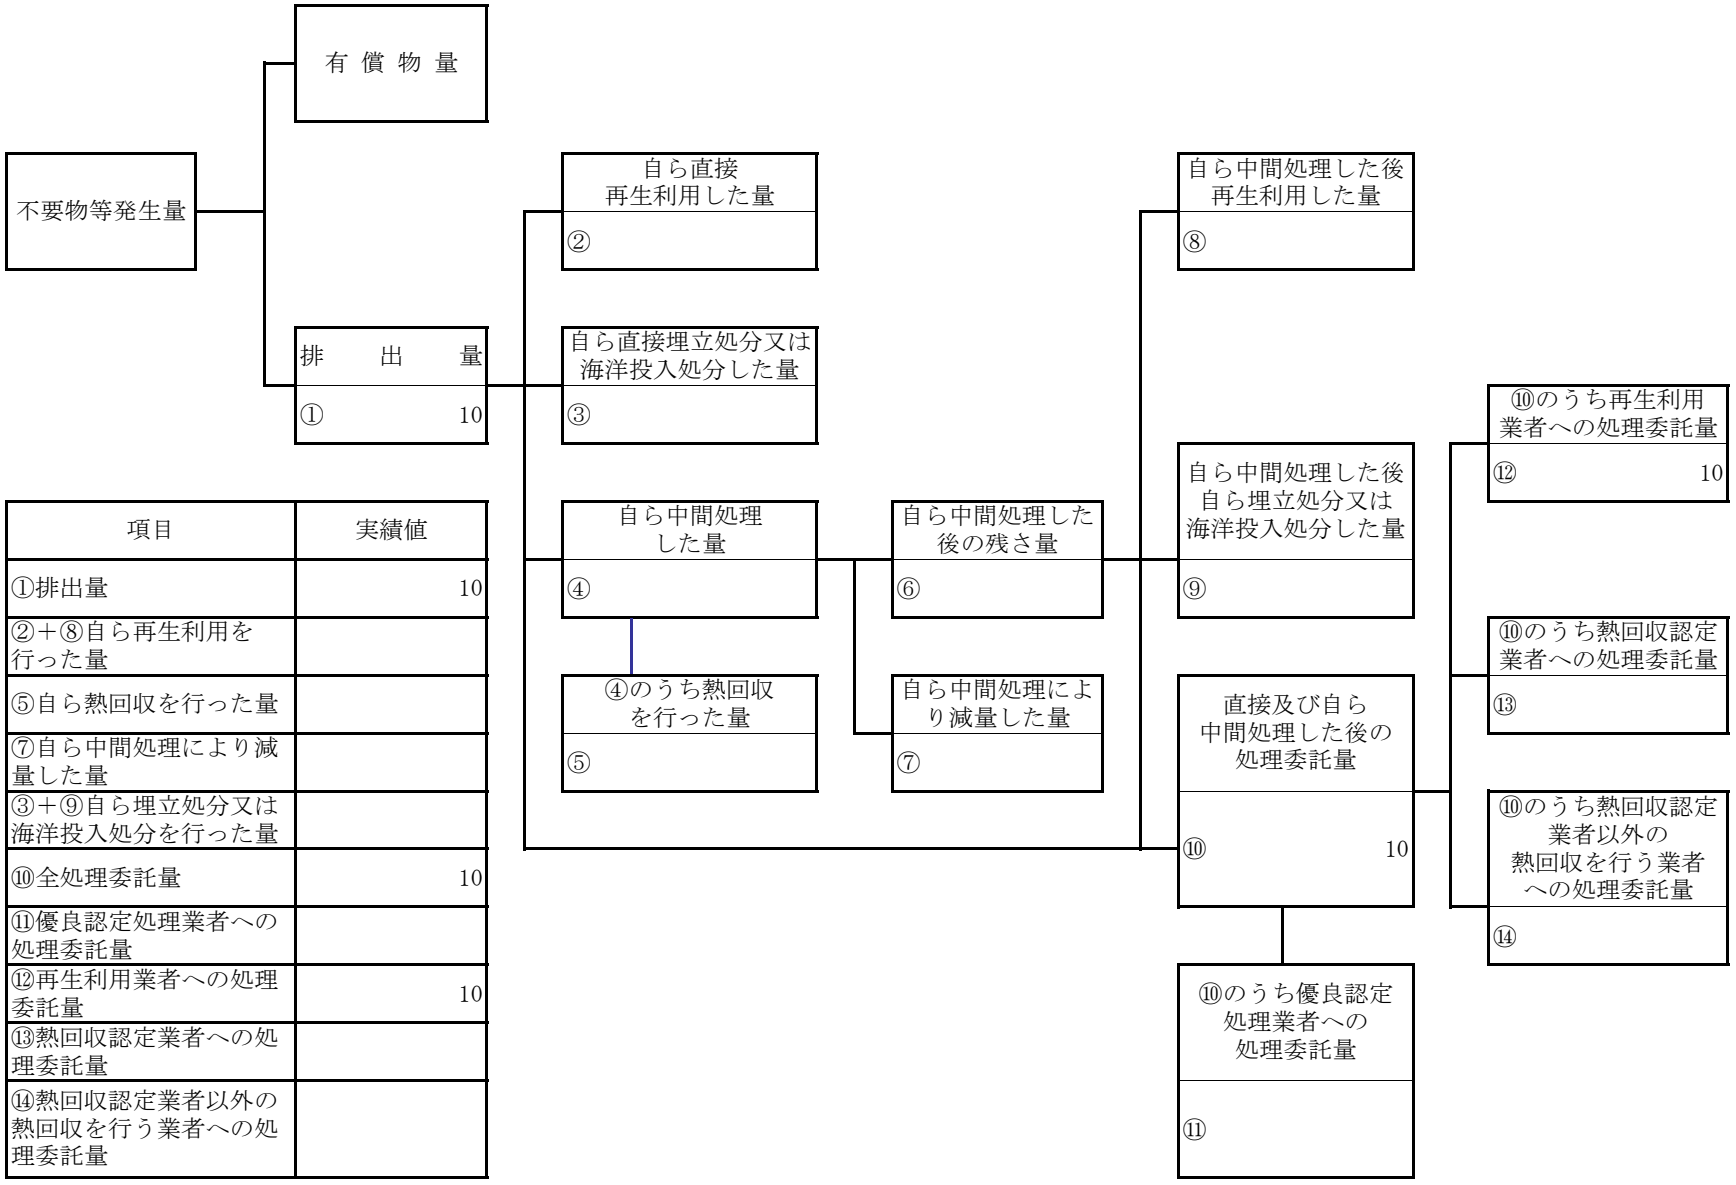 有償物量
不要物等発生量
排出量
① 10
自ら直接
再生利用した量
②
自ら直接埋立処分又は
海洋投入処分した量
③
自ら中間処理
した量
④
④のうち熱回収
を行った量
⑤
自ら中間処理した
後の残さ量
⑥
自ら中間処理によ
り減量した量
⑦
自ら中間処理した後
再生利用した量
⑧
自ら中間処理した後
自ら埋立処分又は
海洋投入処分した量
⑨
直接及び自ら
中間処理した後の
処理委託量
⑩ 10
⑩のうち優良認定
処理業者への
処理委託量
⑪
⑩のうち再生利用
業者への処理委託量
⑫ 10
⑩のうち熱回収認定
業者への処理委託量
⑬
⑩のうち熱回収認定
業者以外の
熱回収を行う業者
への処理委託量
⑭
項目 実績値
①排出量 10
②+⑧自ら再生利用を
行った量
⑤自ら熱回収を行った量
⑦自ら中間処理により減
量した量
③+⑨自ら埋立処分又は
海洋投入処分を行った量
⑩全処理委託量 10
⑪優良認定処理業者への
処理委託量
⑫再生利用業者への処理
委託量 10
⑬熱回収認定業者への処
理委託量
⑭熱回収認定業者以外の
熱回収を行う業者への処
理委託量